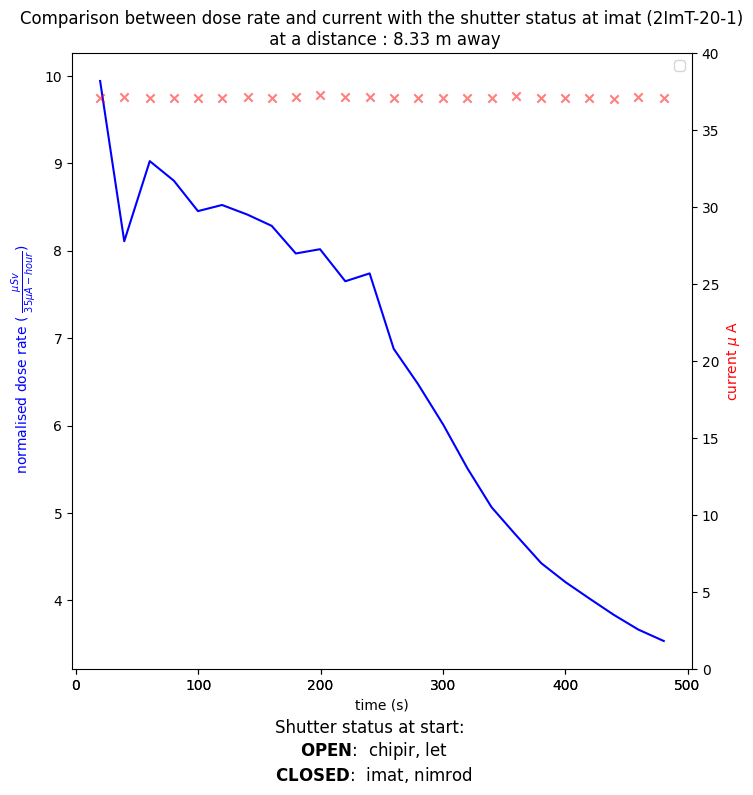 Comparison between dose rate and current with the shutter status at imat (2ImT-20-1)
at a distance : 8.33 m away
10
9
8
7
6
5
4
normalised dose rate ( μSv / 35μA − hour )
40
35
30
25
20
15
10
5
0
current μ A
0 100 200 300 400 500
time (s)
Shutter status at start:
OPEN: chipir, let
CLOSED: imat, nimrod